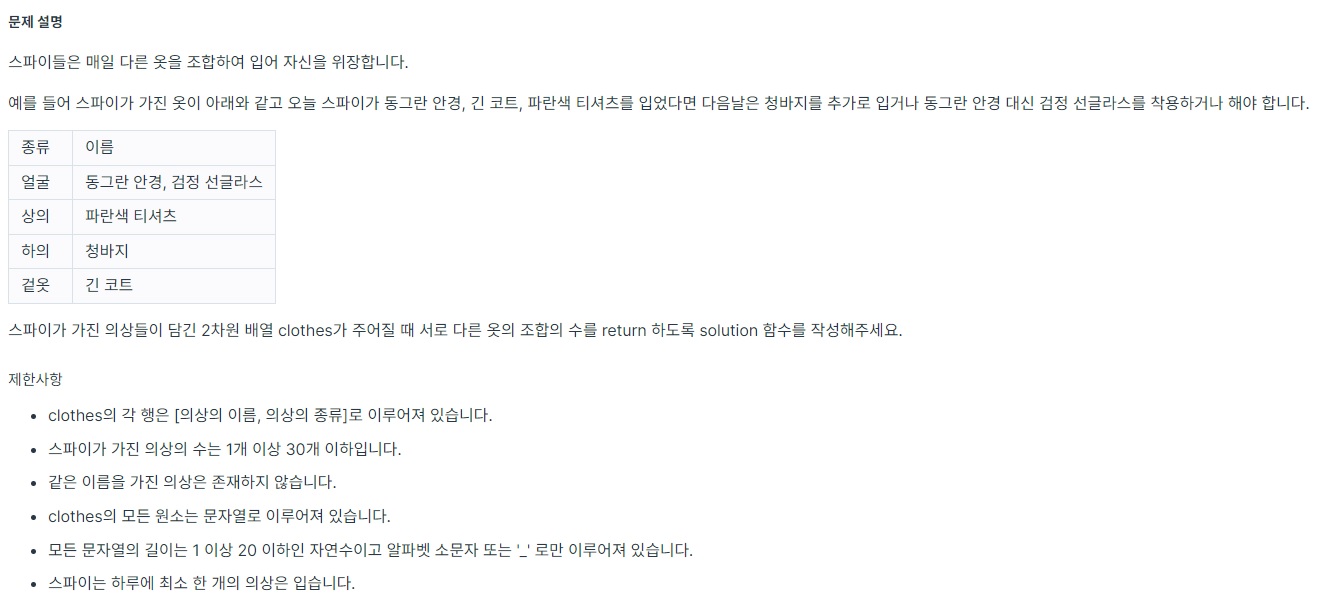 문제 설명
스파이들은 매일 다른 옷을 조합하여 입어 자신을 위장합니다.
예를 들어 스파이가 가진 옷이 아래와 같고 오늘 스파이가 동그란 안경, 긴 코트, 파란색 티셔츠를 입었다면 다음날은 청바지를 추가로 입거나 동그란 안경 대신 검정 선글라스를 착용하거나 해야 합니다.
종류 이름
얼굴 동그란 안경, 검정 선글라스
상의 파란색 티셔츠
하의 청바지
겉옷 긴 코트
스파이가 가진 의상들이 담긴 2차원 배열 clothes가 주어질 때 서로 다른 옷의 조합의 수를 return 하도록 solution 함수를 작성해주세요.
제한사항
• clothes의 각 행은 [의상의 이름, 의상의 종류]로 이루어져 있습니다.
• 스파이가 가진 의상의 수는 1개 이상 30개 이하입니다.
• 같은 이름을 가진 의상은 존재하지 않습니다.
• clothes의 모든 원소는 문자열로 이루어져 있습니다.
• 모든 문자열의 길이는 1 이상 20 이하인 자연수이고 알파벳 소문자 또는 '_' 로만 이루어져 있습니다.
• 스파이는 하루에 최소 한 개의 의상은 입습니다.